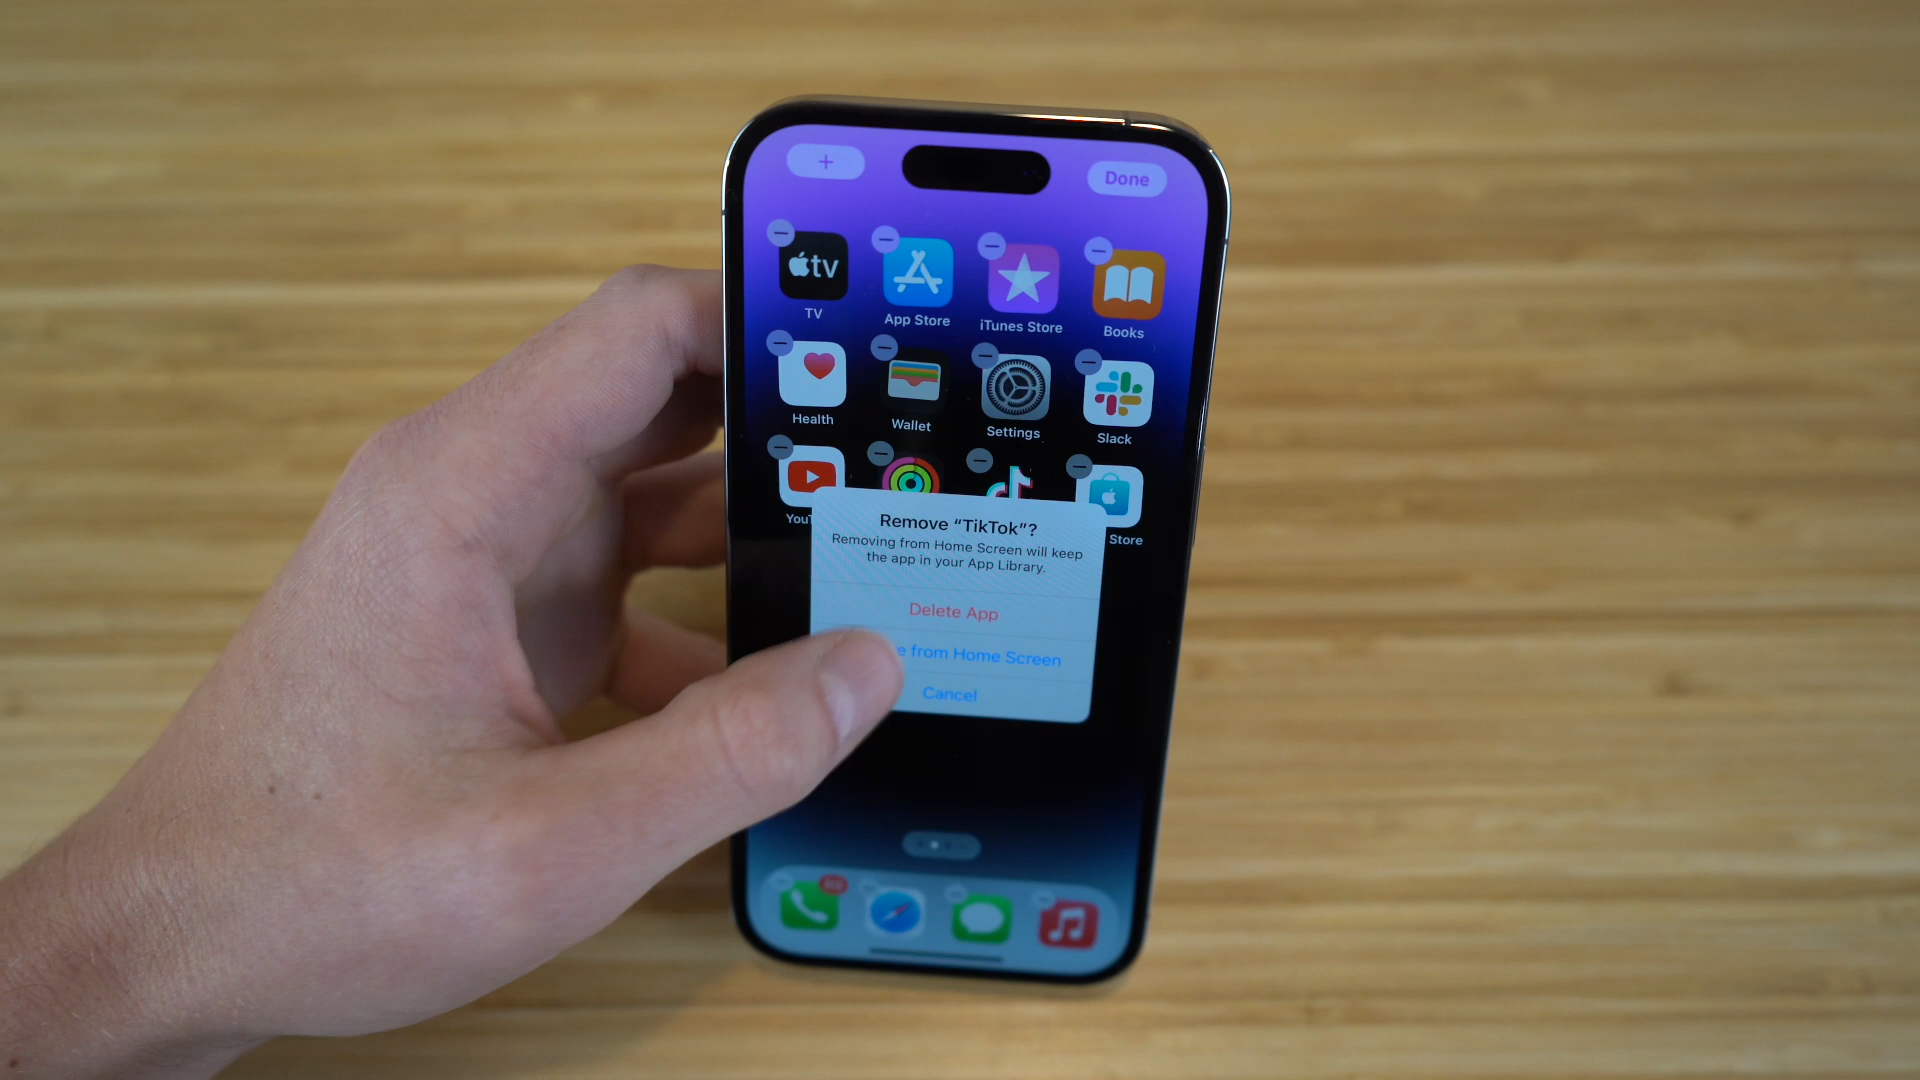 +
Done
tv
TV
App Store
iTunes Store
Books
Health
Wallet
Settings
Slack
YouT
Store
Remove “TikTok”?
Removing from Home Screen will keep
the app in your App Library.
Delete App
e from Home Screen
Cancel